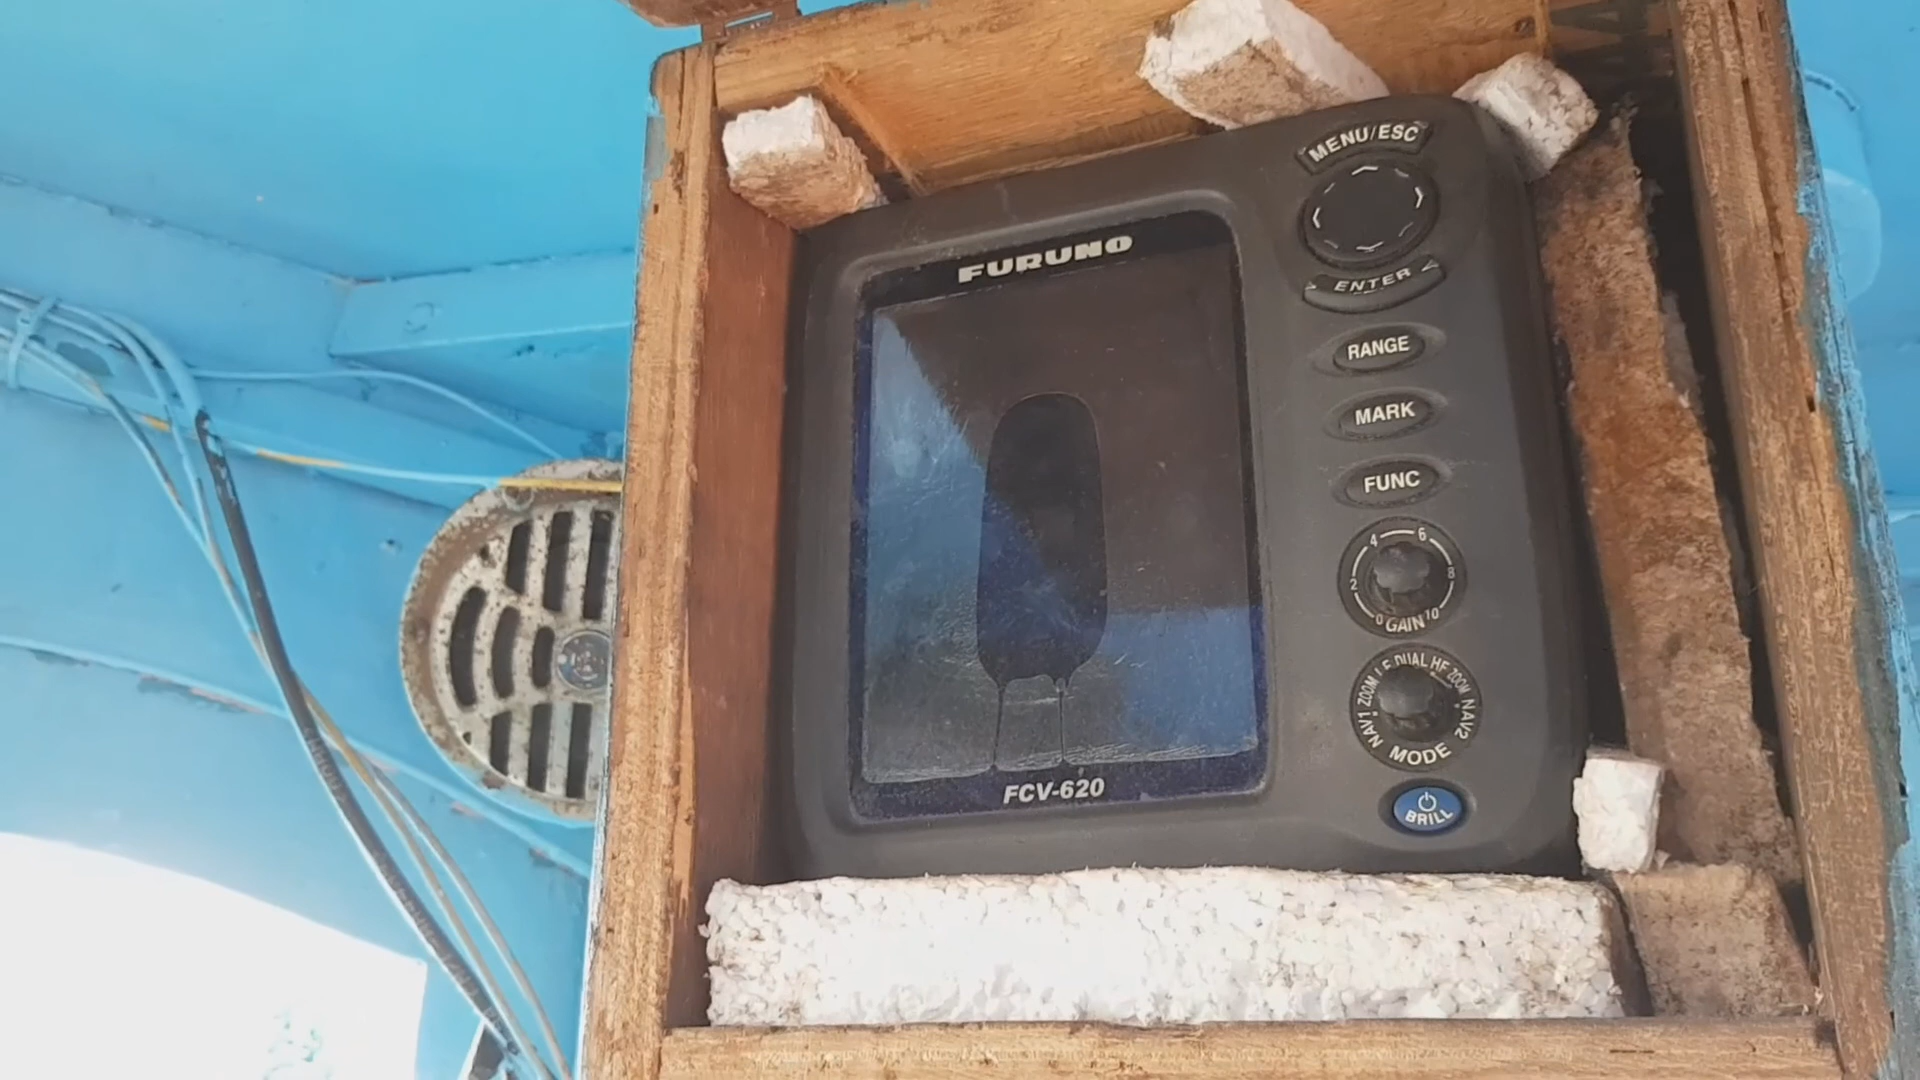 MENU/ESC
FURUNO
ENTER
RANGE
MARK
FUNC
0 2 4 6 8 10
GAIN
NAV1 ZOOM LF DUAL HF ZOOM NAV2
MODE
FCV-620
BRILL